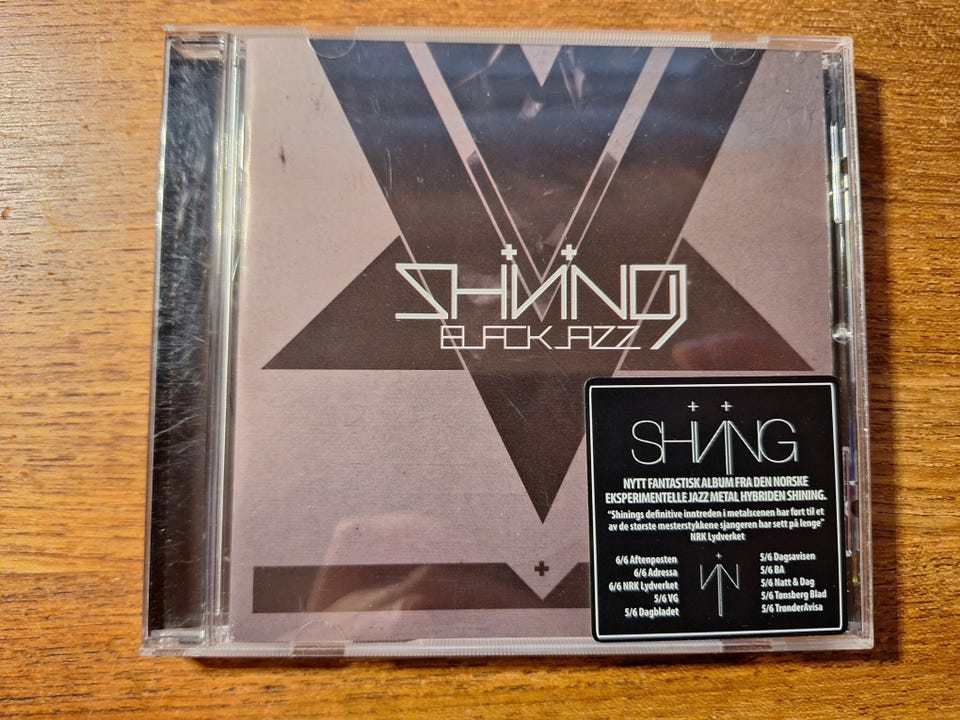 SHINING
BLACKJAZZ
SHINING
NYTT FANTASTISK ALBUM FRA DEN NORSKE
EKSPERIMENTELLE JAZZ METAL HYBRIDEN SHINING.
"Shinings definitive inntreden i metalscenen har ført til et
av de største mesterstykkene sjangeren har sett på lenge"
NRK Lydverket
6/6 Aftenposten
6/6 Adressa
6/6 NRK Lydverket
5/6 VG
5/6 Dagbladet
5/6 Dagsavisen
5/6 BA
5/6 Natt & Dag
5/6 Tønsberg Blad
5/6 TrønderAvisa